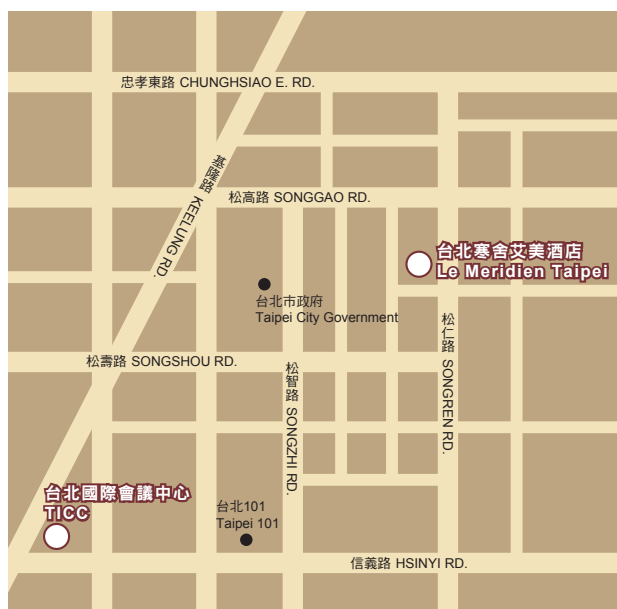 忠孝東路 CHUNGHSIAO E. RD.
基隆路 KEELUNG RD.
松高路 SONGGAO RD.
台北寒舍艾美酒店
Le Meridien Taipei
台北市政府
Taipei City Government
松仁路 SONGREN RD.
松壽路 SONGSHOU RD.
松智路 SONGZHI RD.
台北國際會議中心
TICC
台北101
Taipei 101
信義路 HSINYI RD.